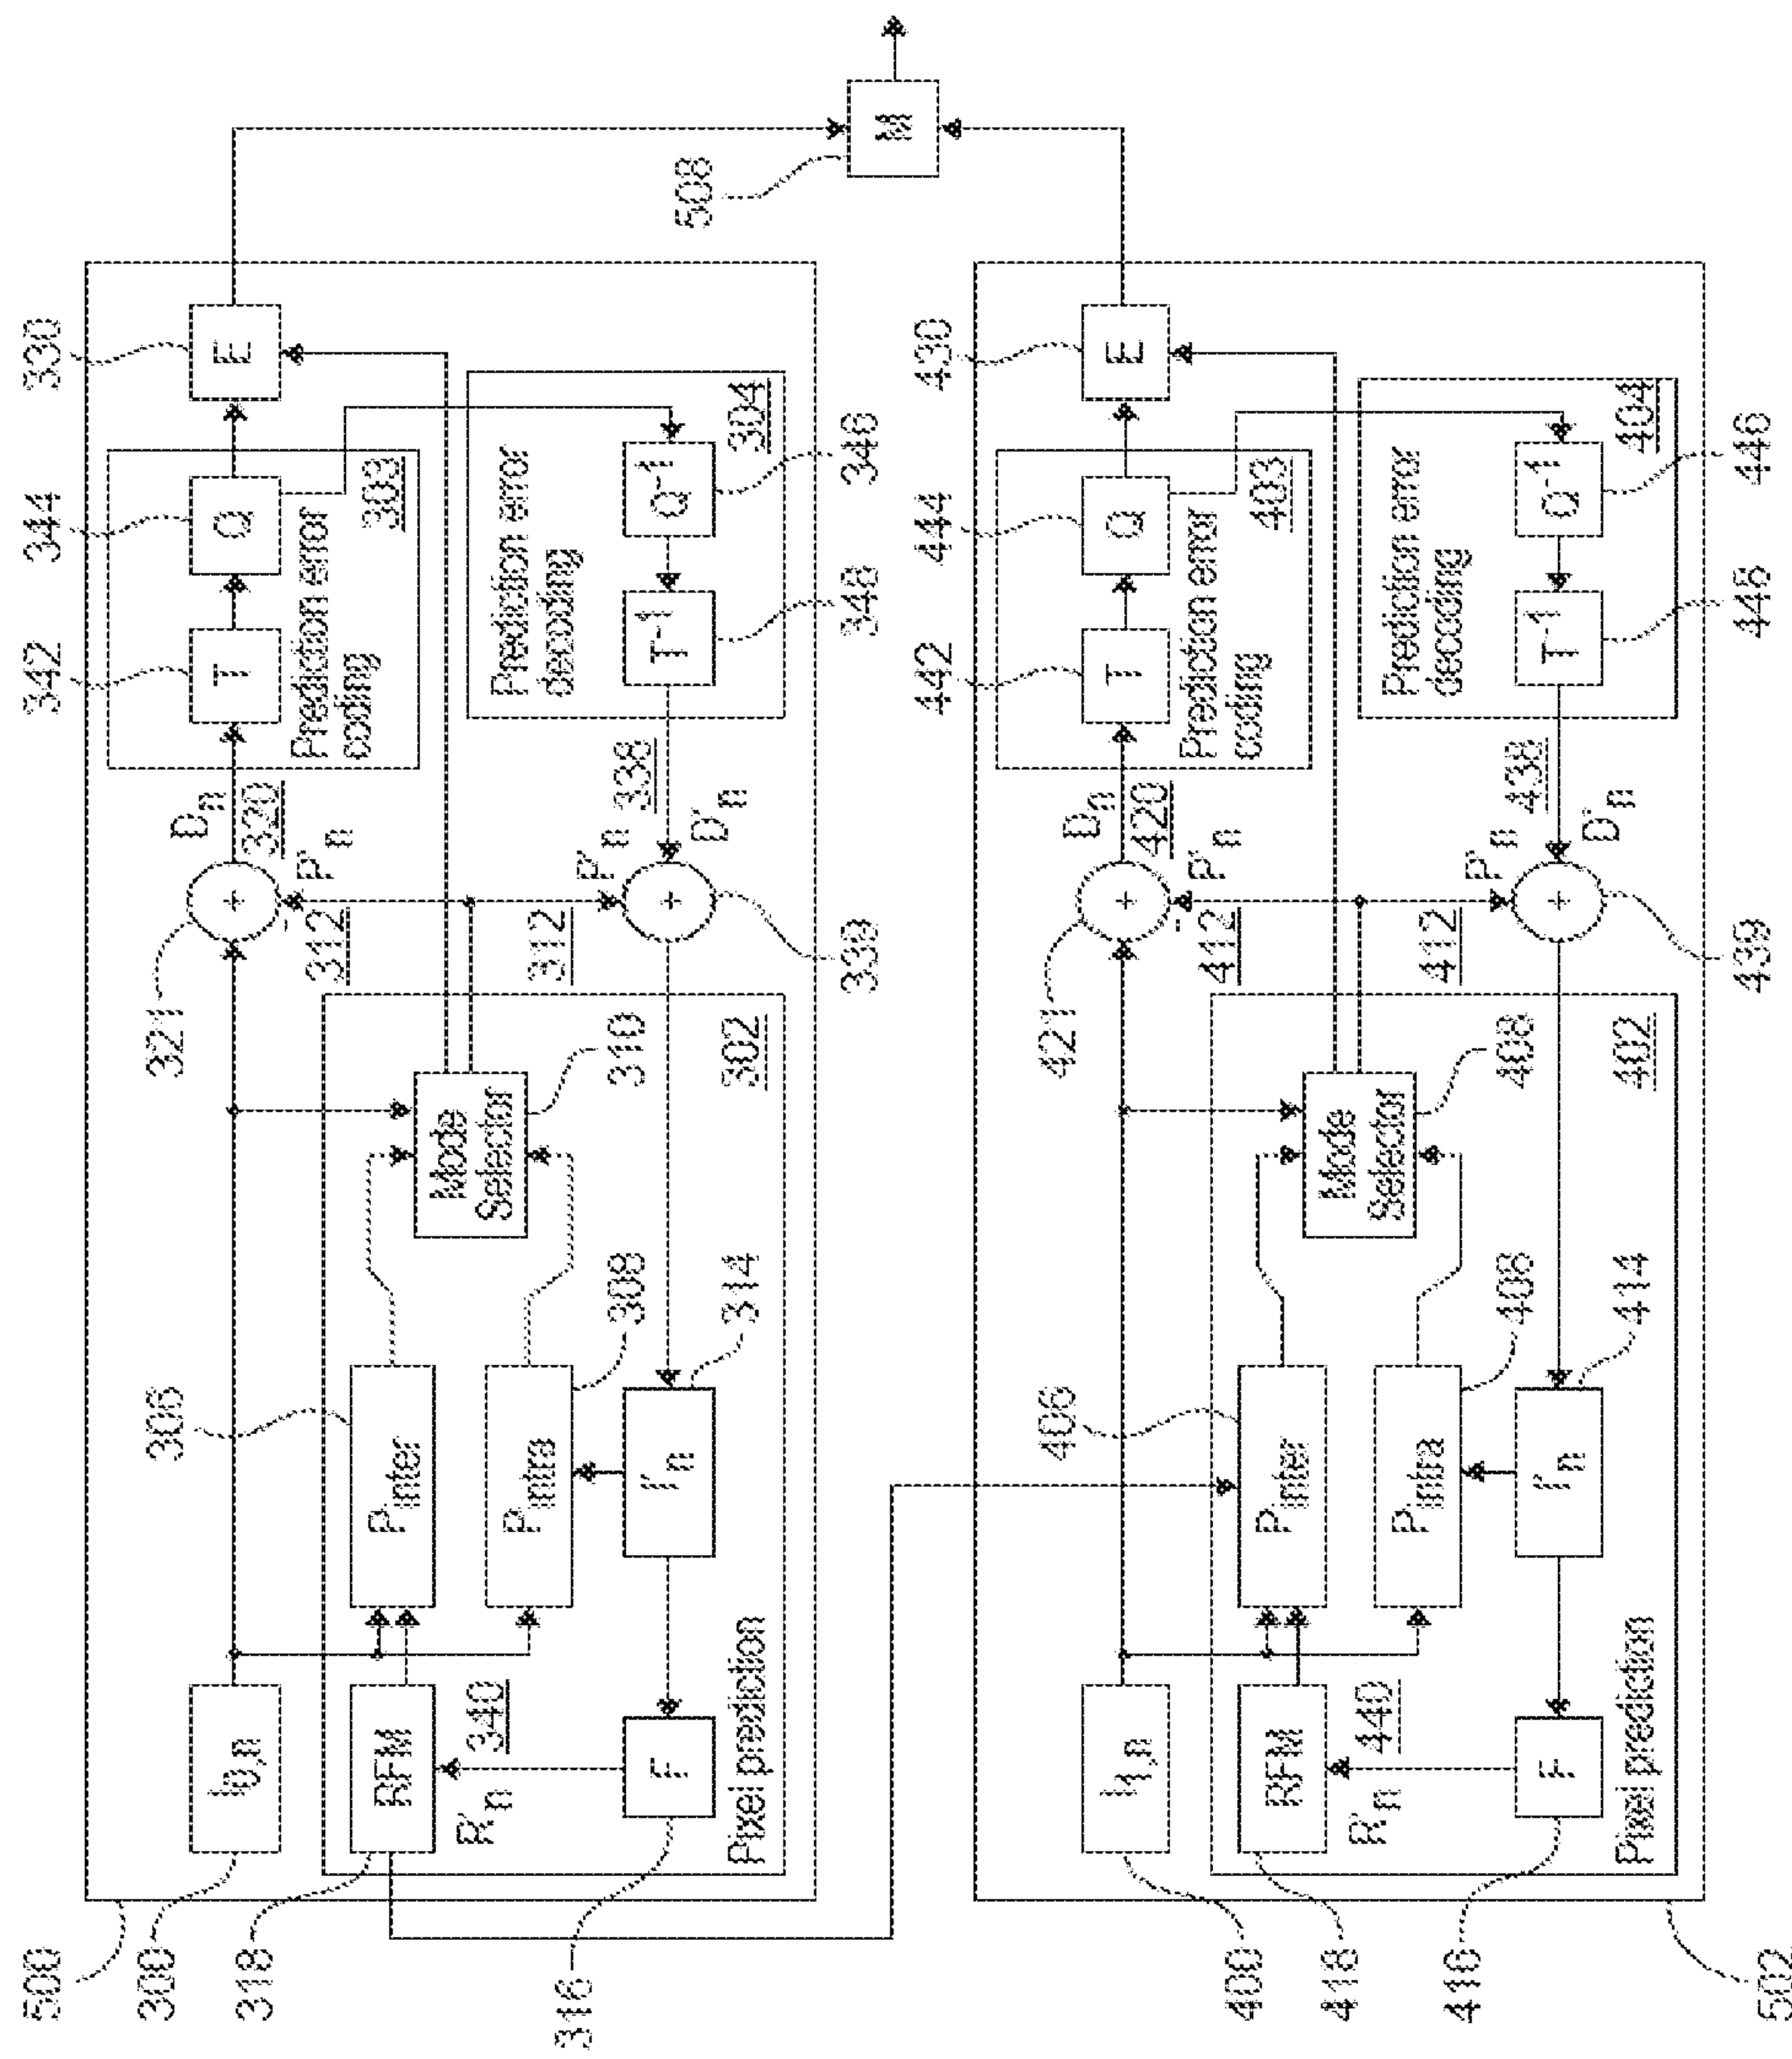 500
300
318
316
I0,n
RFM
R'n
340
F
Pixel prediction
306
Pinter
Pintra
308
I'n
314
321
Mode
Selector
310
302
312
312
Dn
320
P'n
P'n
338
D'n
339
342
344
330
T
Q
E
Prediction error
coding
303
Prediction error
decoding
304
T-1
Q-1
348
346
508
M
400
418
416
502
I1,n
RFM
R'n
440
F
Pixel prediction
406
Pinter
Pintra
408
I'n
414
421
Mode
Selector
408
402
412
412
Dn
420
P'n
P'n
438
D'n
439
442
444
430
T
Q
E
Prediction error
coding
403
Prediction error
decoding
404
T-1
Q-1
448
446